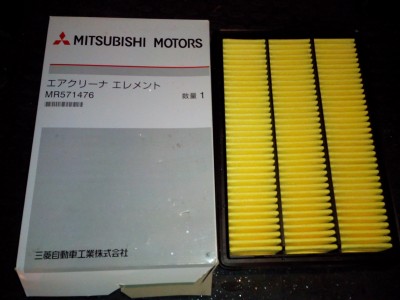 MITSUBISHI MOTORS
エアクリーナ エレメント
MR571476
数量 1
三菱自動車工業株式会社